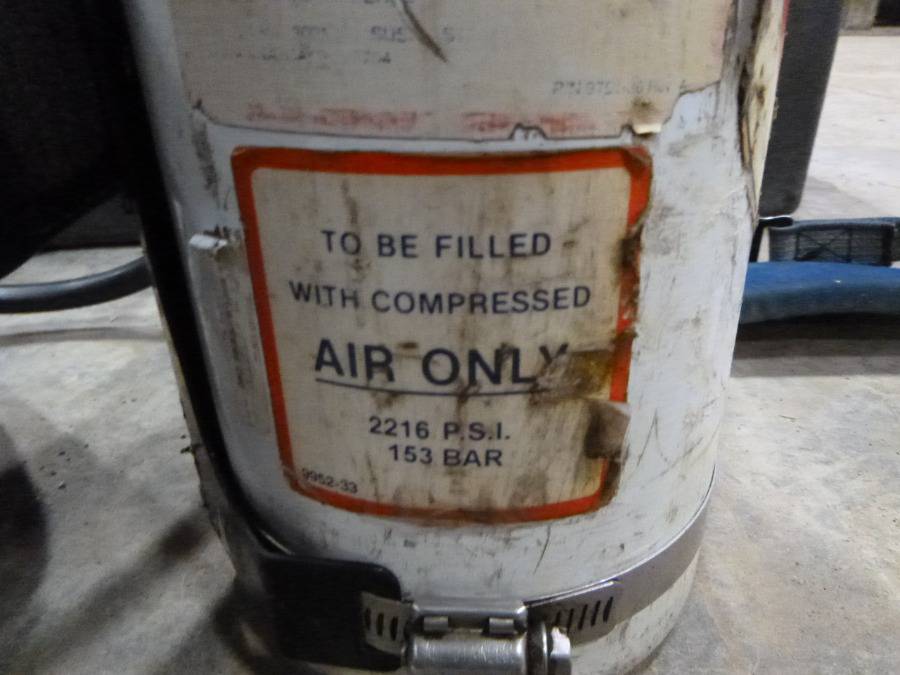 TO BE FILLED
WITH COMPRESSED
AIR ONLY
2216 P.S.I.
153 BAR
9952-33